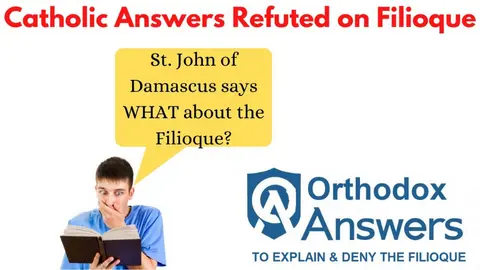 Catholic Answers Refuted on Filioque
St. John of
Damascus says
WHAT about the
Filioque?
Orthodox
Answers
TO EXPLAIN & DENY THE FILIOQUE